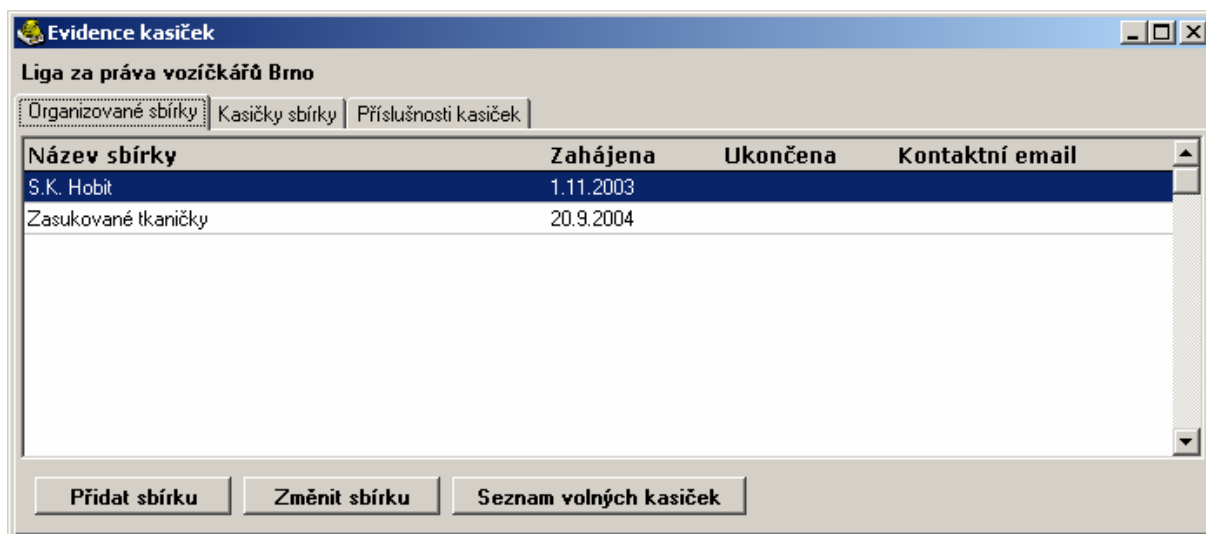 Evidence kasiček
Liga za práva vozíčkářů Brno
Organizované sbírky Kasičky sbírky Příslušnosti kasiček
Název sbírky Zahájena Ukončena Kontaktní email
S.K. Hobit 1.11.2003
Zasukované tkaničky 20.9.2004
Přidat sbírku Změnit sbírku Seznam volných kasiček